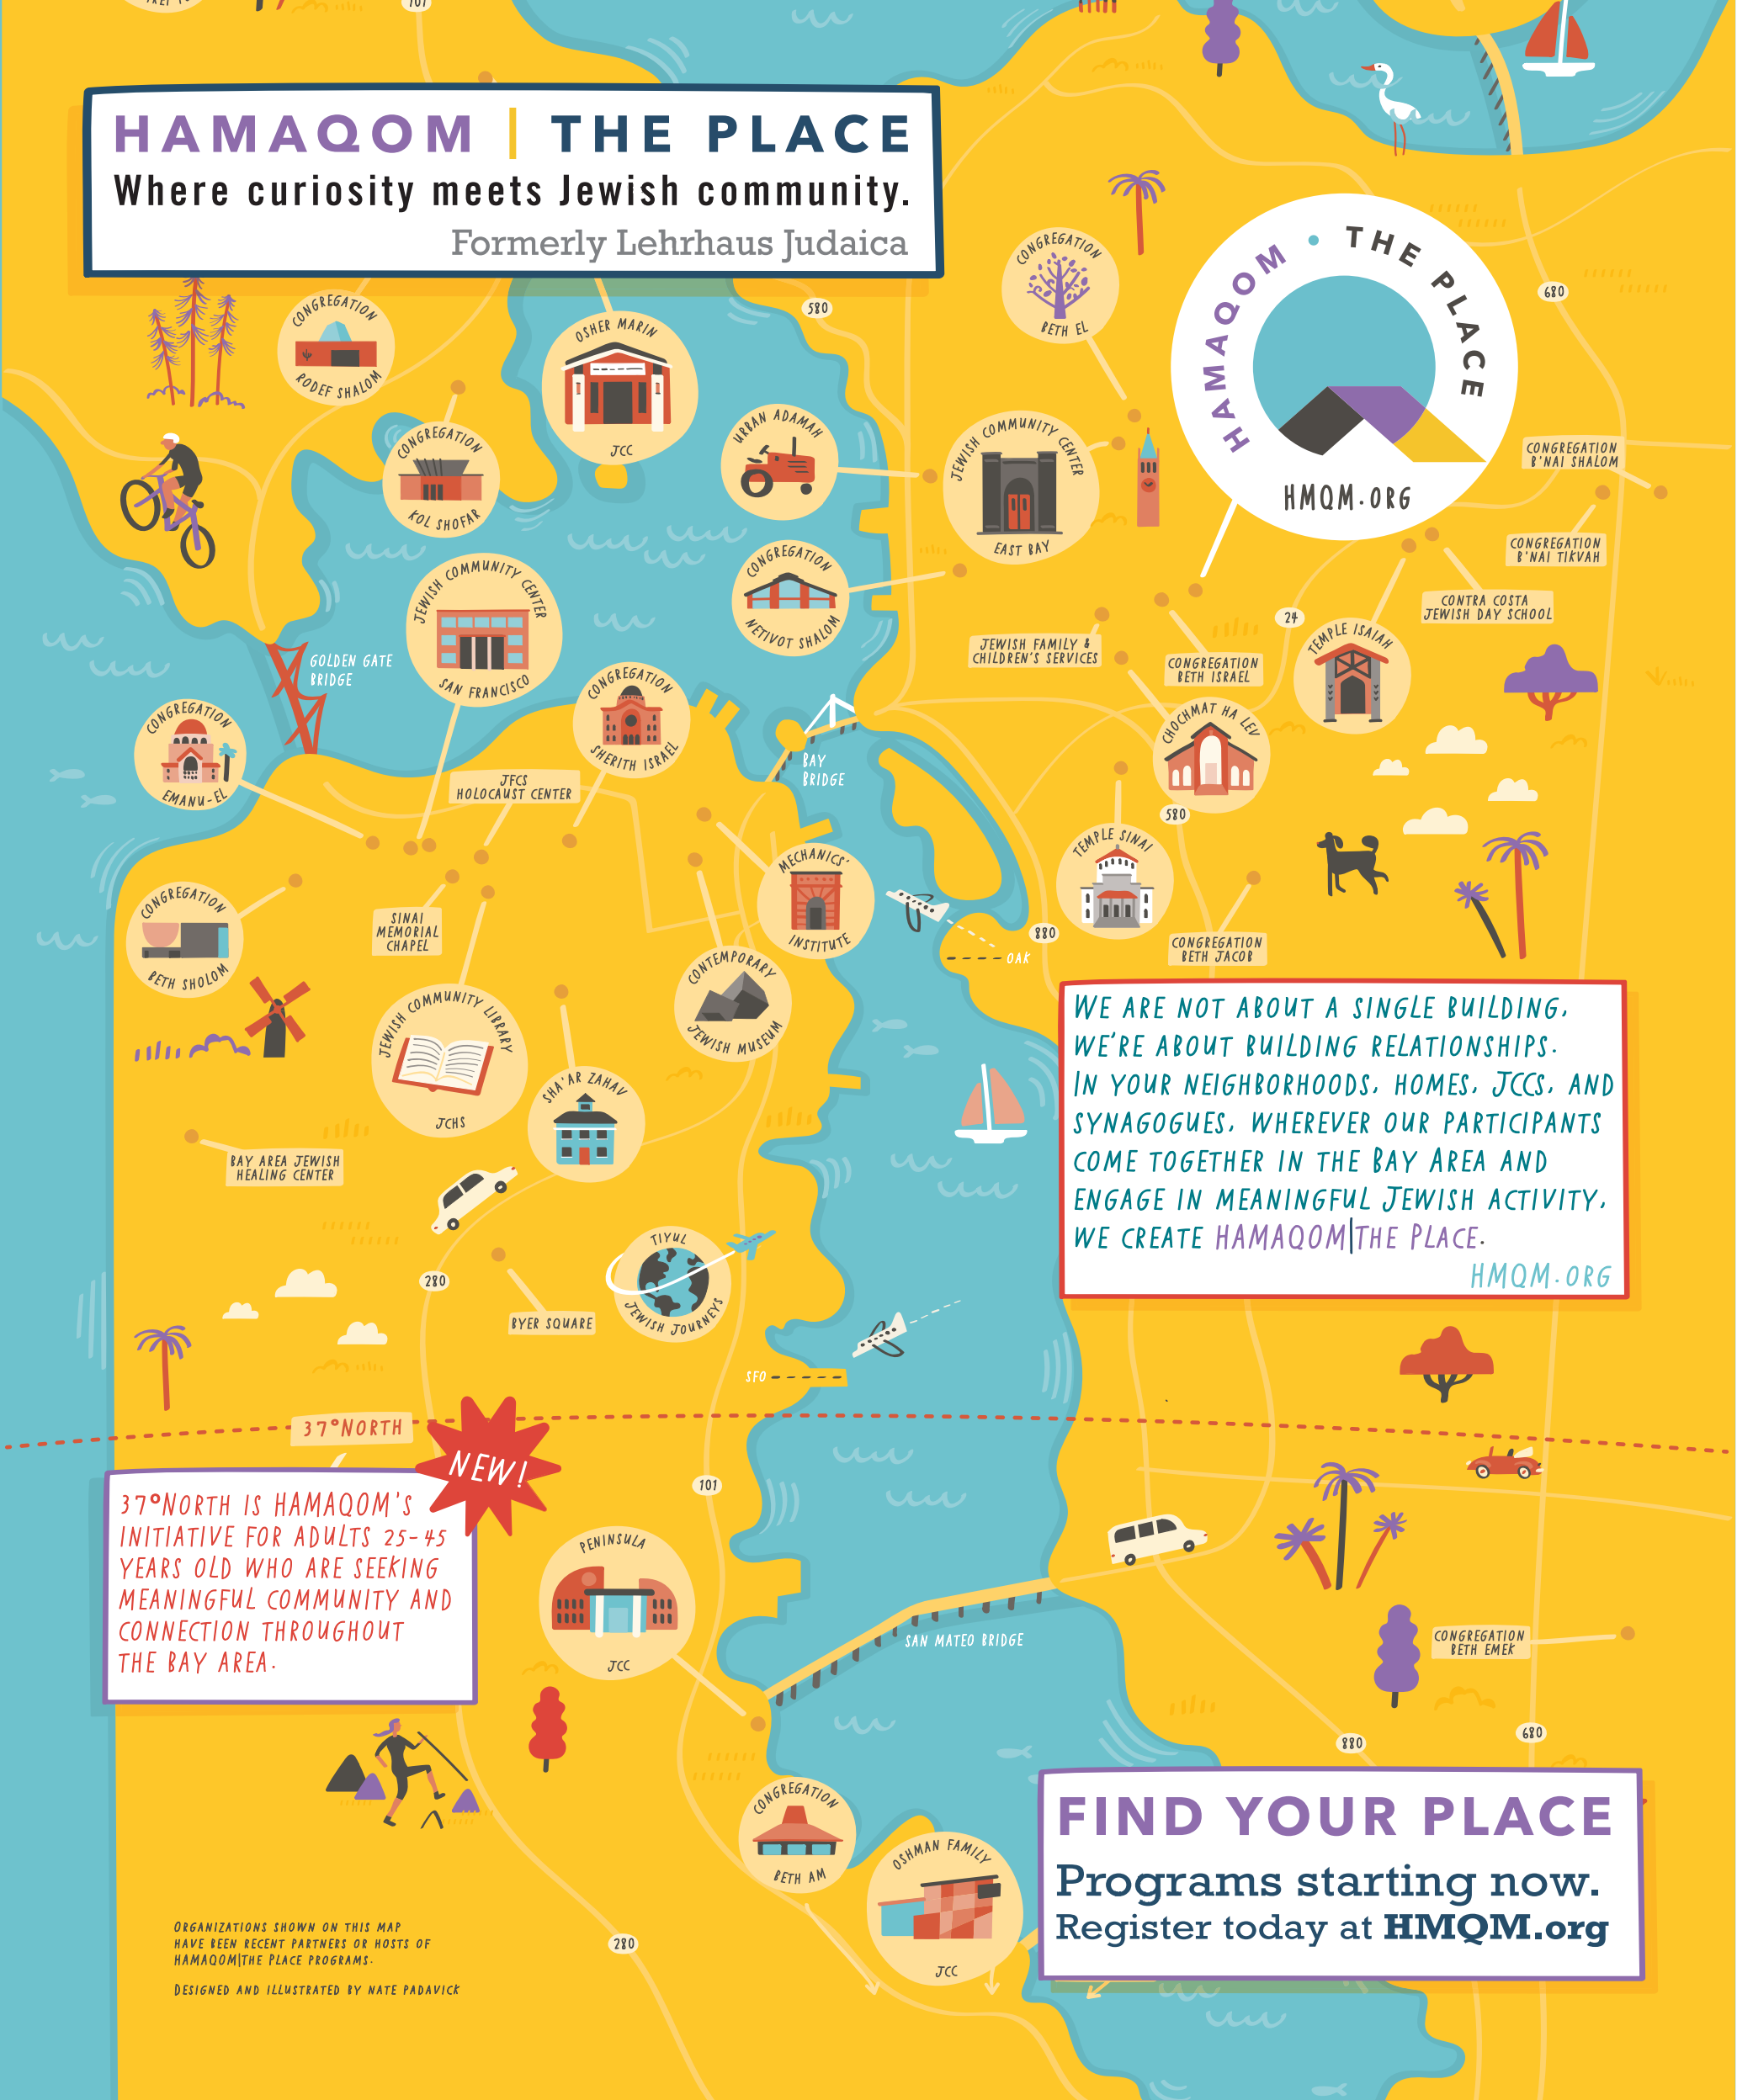 101
HAMAQOM | THE PLACE
Where curiosity meets Jewish community.
Formerly Lehrhaus Judaica
CONGREGATION
RODEF SHALOM
OSHER MARIN
JCC
580
CONGREGATION
BETH EL
HAMAQOM • THE PLACE
HMQM.ORG
680
CONGREGATION
KOL SHOFAR
URBAN ADAMAH
JEWISH COMMUNITY CENTER
EAST BAY
CONGREGATION
B'NAI SHALOM
CONGREGATION
B'NAI TIKVAH
CONTRA COSTA
JEWISH DAY SCHOOL
CONGREGATION
NETIVOT SHALOM
JEWISH COMMUNITY CENTER
SAN FRANCISCO
GOLDEN GATE
BRIDGE
JEWISH FAMILY &
CHILDREN'S SERVICES
CONGREGATION
BETH ISRAEL
24
TEMPLE ISAIAH
CONGREGATION
EMANU-EL
CONGREGATION
SHERITH ISRAEL
JFCS
HOLOCAUST CENTER
BAY
BRIDGE
CHOCHMAT HA LEV
580
TEMPLE SINAI
MECHANICS'
INSTITUTE
CONGREGATION
BETH SHOLOM
SINAI
MEMORIAL
CHAPEL
880
OAK
CONGREGATION
BETH JACOB
CONTEMPORARY
JEWISH MUSEUM
JEWISH COMMUNITY LIBRARY
JCHS
SHA'AR ZAHAV
WE ARE NOT ABOUT A SINGLE BUILDING,
WE'RE ABOUT BUILDING RELATIONSHIPS.
IN YOUR NEIGHBORHOODS, HOMES, JCCS, AND
SYNAGOGUES, WHEREVER OUR PARTICIPANTS
COME TOGETHER IN THE BAY AREA AND
ENGAGE IN MEANINGFUL JEWISH ACTIVITY,
WE CREATE HAMAQOM|THE PLACE.
HMQM.ORG
BAY AREA JEWISH
HEALING CENTER
280
BYER SQUARE
TIYUL
JEWISH JOURNEYS
SFO
37°NORTH
NEW!
37°NORTH IS HAMAQOM'S
INITIATIVE FOR ADULTS 25-45
YEARS OLD WHO ARE SEEKING
MEANINGFUL COMMUNITY AND
CONNECTION THROUGHOUT
THE BAY AREA.
101
PENINSULA
JCC
SAN MATEO BRIDGE
CONGREGATION
BETH EMEK
880
680
CONGREGATION
BETH AM
OSHMAN FAMILY
JCC
FIND YOUR PLACE
Programs starting now.
Register today at HMQM.org
ORGANIZATIONS SHOWN ON THIS MAP
HAVE BEEN RECENT PARTNERS OR HOSTS OF
HAMAQOM|THE PLACE PROGRAMS.
DESIGNED AND ILLUSTRATED BY NATE PADAVICK
280